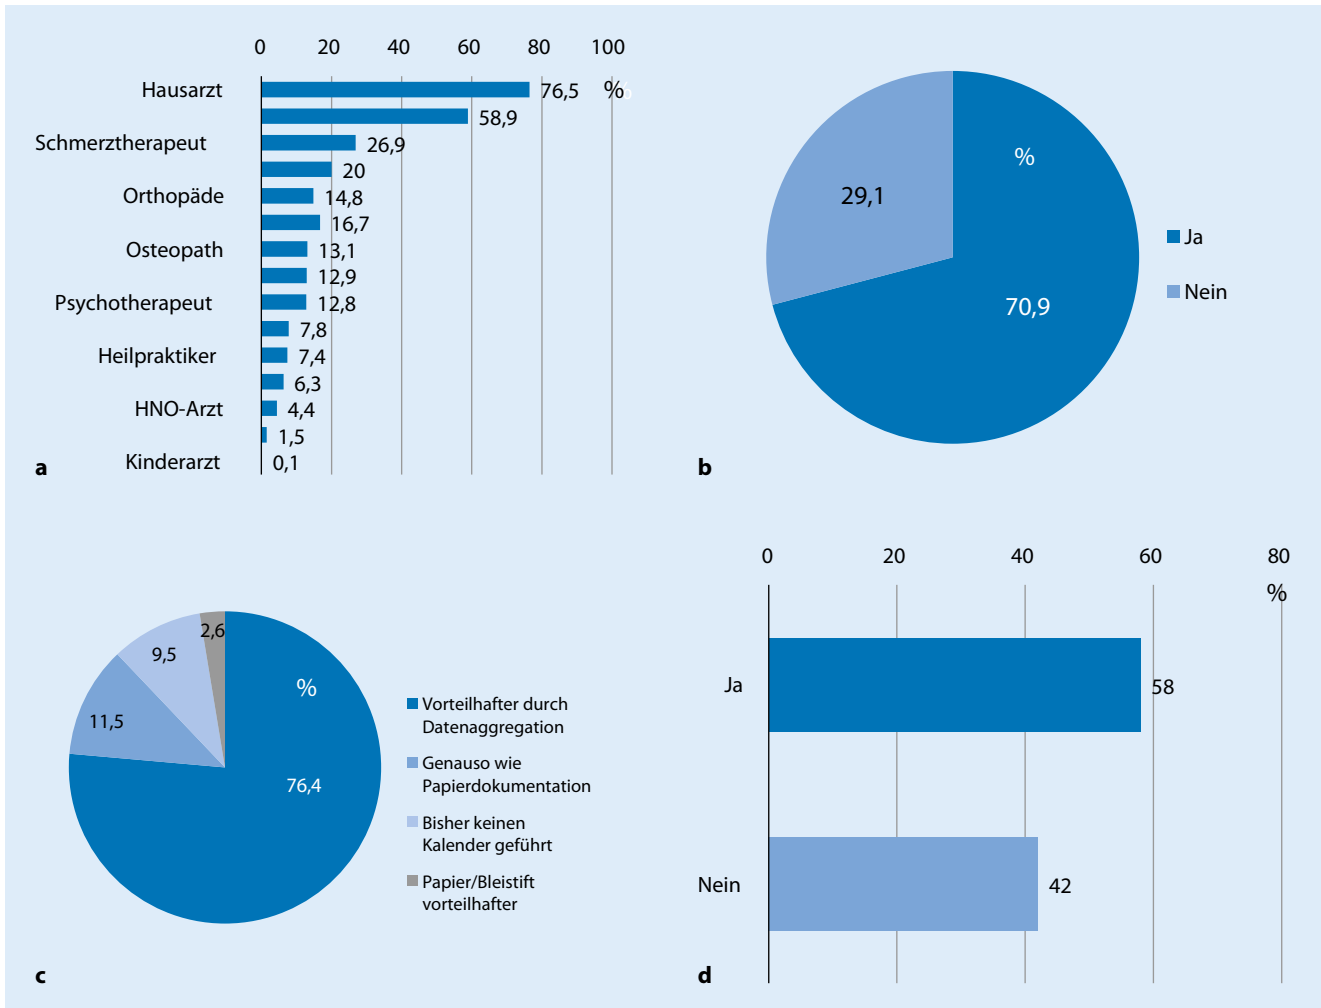 0 20 40 60 80 100
%
Hausarzt 76,5
58,9
Schmerztherapeut 26,9
20
Orthopäde 14,8
16,7
Osteopath 13,1
12,9
Psychotherapeut 12,8
7,8
Heilpraktiker 7,4
6,3
HNO-Arzt 4,4
1,5
Kinderarzt 0,1
a
%
29,1
70,9
Ja
Nein
b
2,6
9,5
%
11,5
76,4
Vorteilhafter durch
Datenaggregation
Genauso wie
Papierdokumentation
Bisher keinen
Kalender geführt
Papier/Bleistift
vorteilhafter
c
0 20 40 60 80
%
Ja 58
Nein 42
d